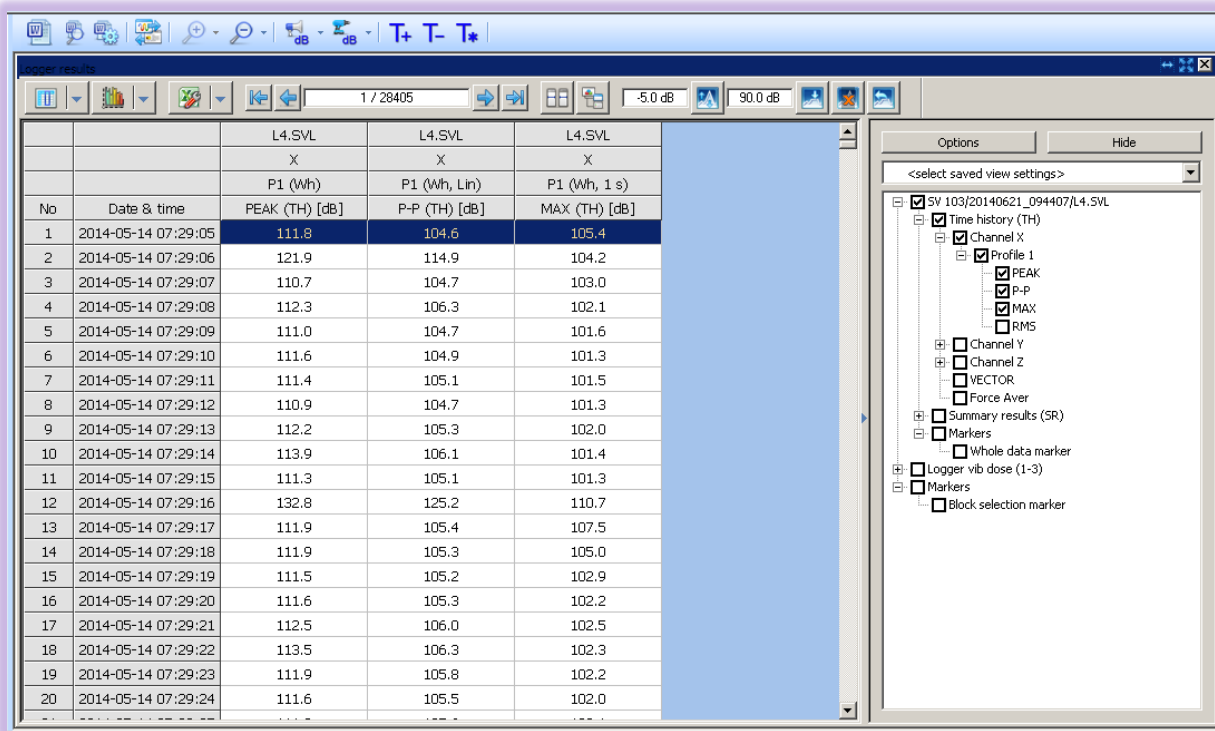 W W
dB dB T+ T- T*
Logger results
1 / 28405 -5.0 dB 90.0 dB
L4.SVL L4.SVL L4.SVL
X X X
P1 (Wh) P1 (Wh, Lin) P1 (Wh, 1 s)
No Date & time PEAK (TH) [dB] P-P (TH) [dB] MAX (TH) [dB]
1 2014-05-14 07:29:05 111.8 104.6 105.4
2 2014-05-14 07:29:06 121.9 114.9 104.2
3 2014-05-14 07:29:07 110.7 104.7 103.0
4 2014-05-14 07:29:08 112.3 106.3 102.1
5 2014-05-14 07:29:09 111.0 104.7 101.6
6 2014-05-14 07:29:10 111.6 104.9 101.3
7 2014-05-14 07:29:11 111.4 105.1 101.5
8 2014-05-14 07:29:12 110.9 104.7 101.3
9 2014-05-14 07:29:13 112.2 105.3 102.0
10 2014-05-14 07:29:14 113.9 106.1 101.4
11 2014-05-14 07:29:15 111.3 105.1 101.3
12 2014-05-14 07:29:16 132.8 125.2 110.7
13 2014-05-14 07:29:17 111.9 105.4 107.5
14 2014-05-14 07:29:18 111.9 105.3 105.0
15 2014-05-14 07:29:19 111.5 105.2 102.9
16 2014-05-14 07:29:20 111.6 105.3 102.2
17 2014-05-14 07:29:21 112.5 106.0 102.5
18 2014-05-14 07:29:22 113.5 106.3 102.3
19 2014-05-14 07:29:23 111.9 105.8 102.2
20 2014-05-14 07:29:24 111.6 105.5 102.0
Options Hide
<select saved view settings>
SV 103/20140621_094407/L4.SVL
Time history (TH)
Channel X
Profile 1
PEAK
P-P
MAX
RMS
Channel Y
Channel Z
VECTOR
Force Aver
Summary results (SR)
Markers
Whole data marker
Logger vib dose (1-3)
Markers
Block selection marker